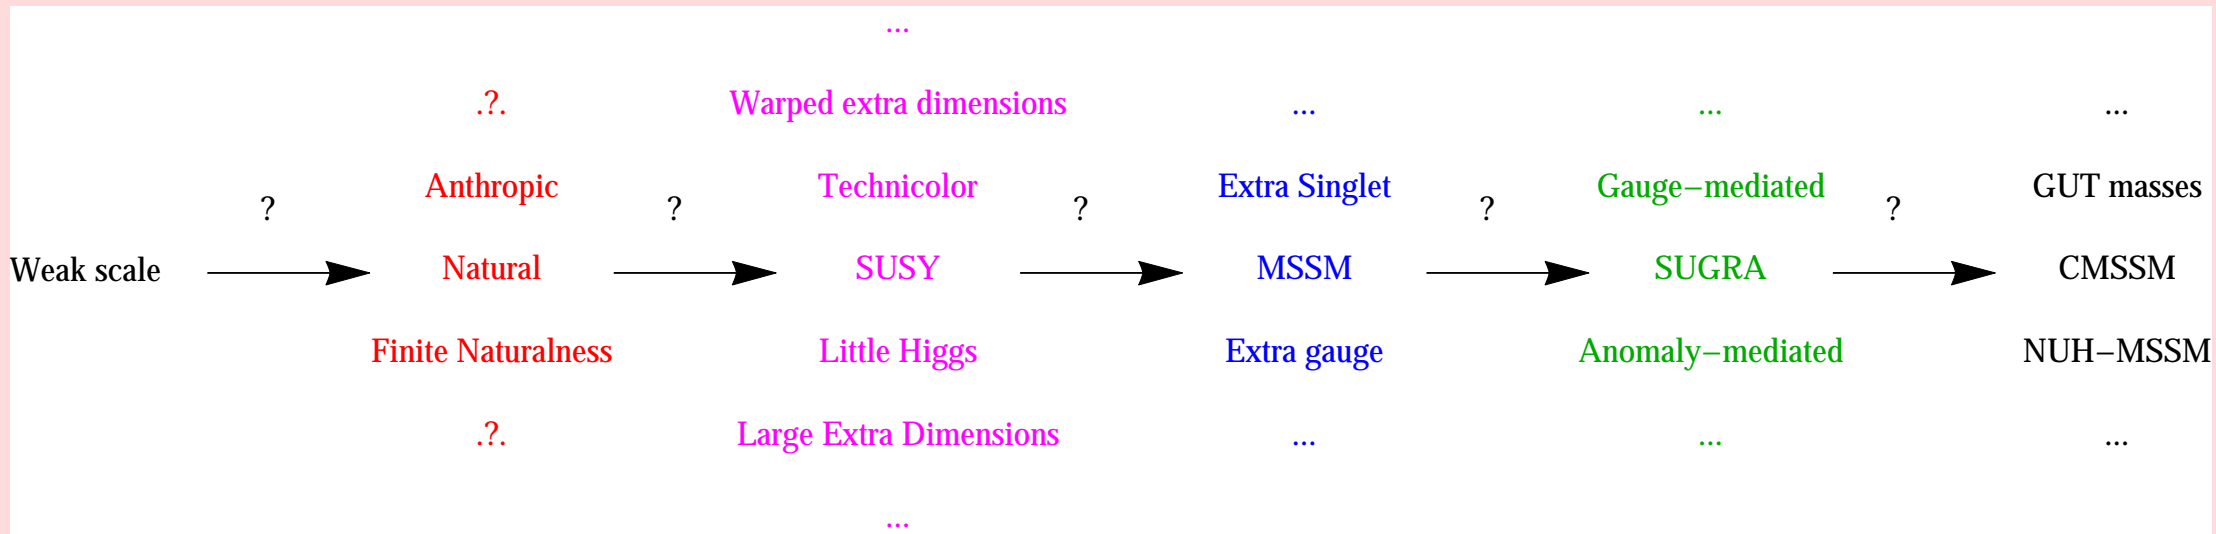 ...
.?.
Warped extra dimensions
...
...
...
Anthropic
Technicolor
Extra Singlet
Gauge−mediated
GUT masses
?
?
?
?
?
Weak scale
Natural
SUSY
MSSM
SUGRA
CMSSM
Finite Naturalness
Little Higgs
Extra gauge
Anomaly−mediated
NUH−MSSM
.?.
Large Extra Dimensions
...
...
...
...